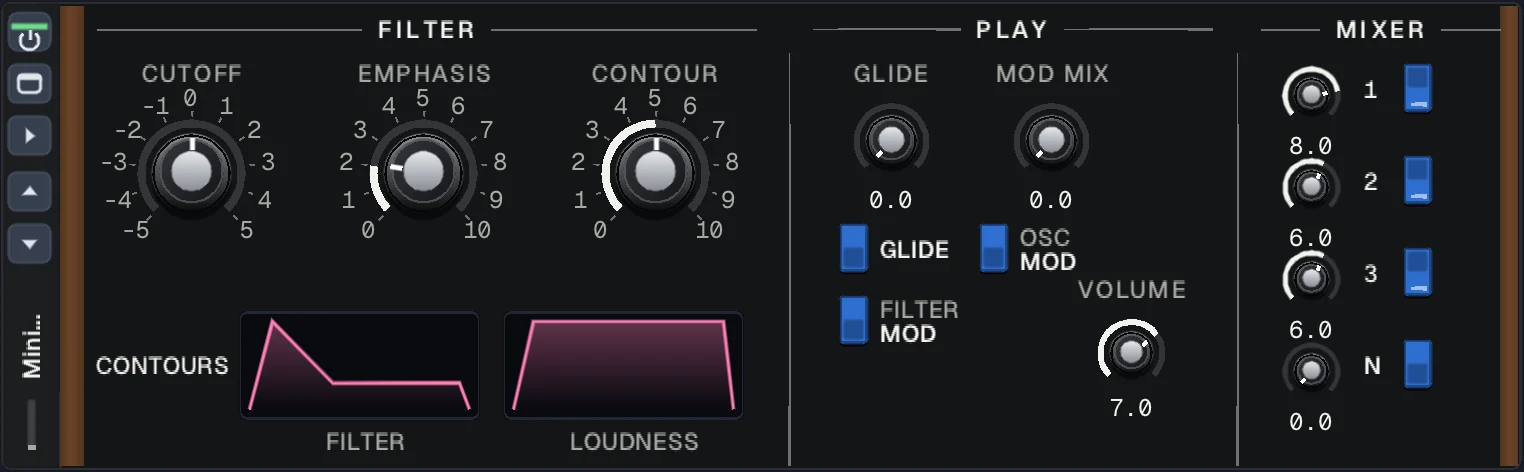 FILTER
PLAY
MIXER
CUTOFF
EMPHASIS
CONTOUR
GLIDE
MOD MIX
-5 -4 -3 -2 -1 0 1 2 3 4 5
0 1 2 3 4 5 6 7 8 9 10
0 1 2 3 4 5 6 7 8 9 10
0.0
0.0
GLIDE
OSC
MOD
FILTER
MOD
VOLUME
7.0
1
8.0
2
6.0
3
6.0
N
0.0
Mini...
CONTOURS
FILTER
LOUDNESS